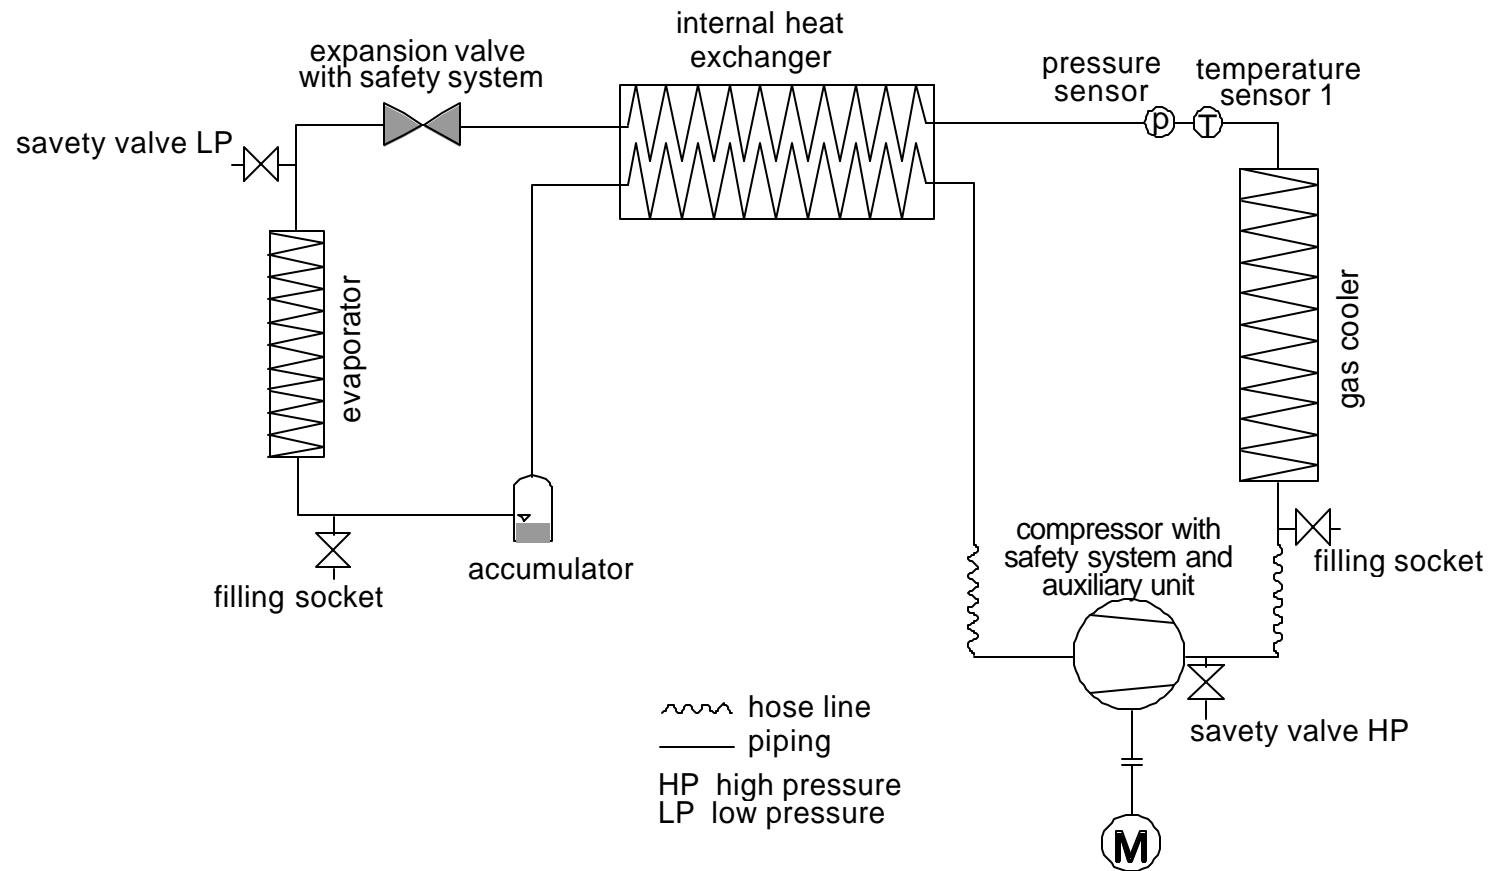 internal heat
exchanger
expansion valve
with safety system
pressure
sensor
temperature
sensor 1
p
T
savety valve LP
evaporator
gas cooler
accumulator
filling socket
compressor with
safety system and
auxiliary unit
filling socket
savety valve HP
hose line
piping
HP high pressure
LP low pressure
M